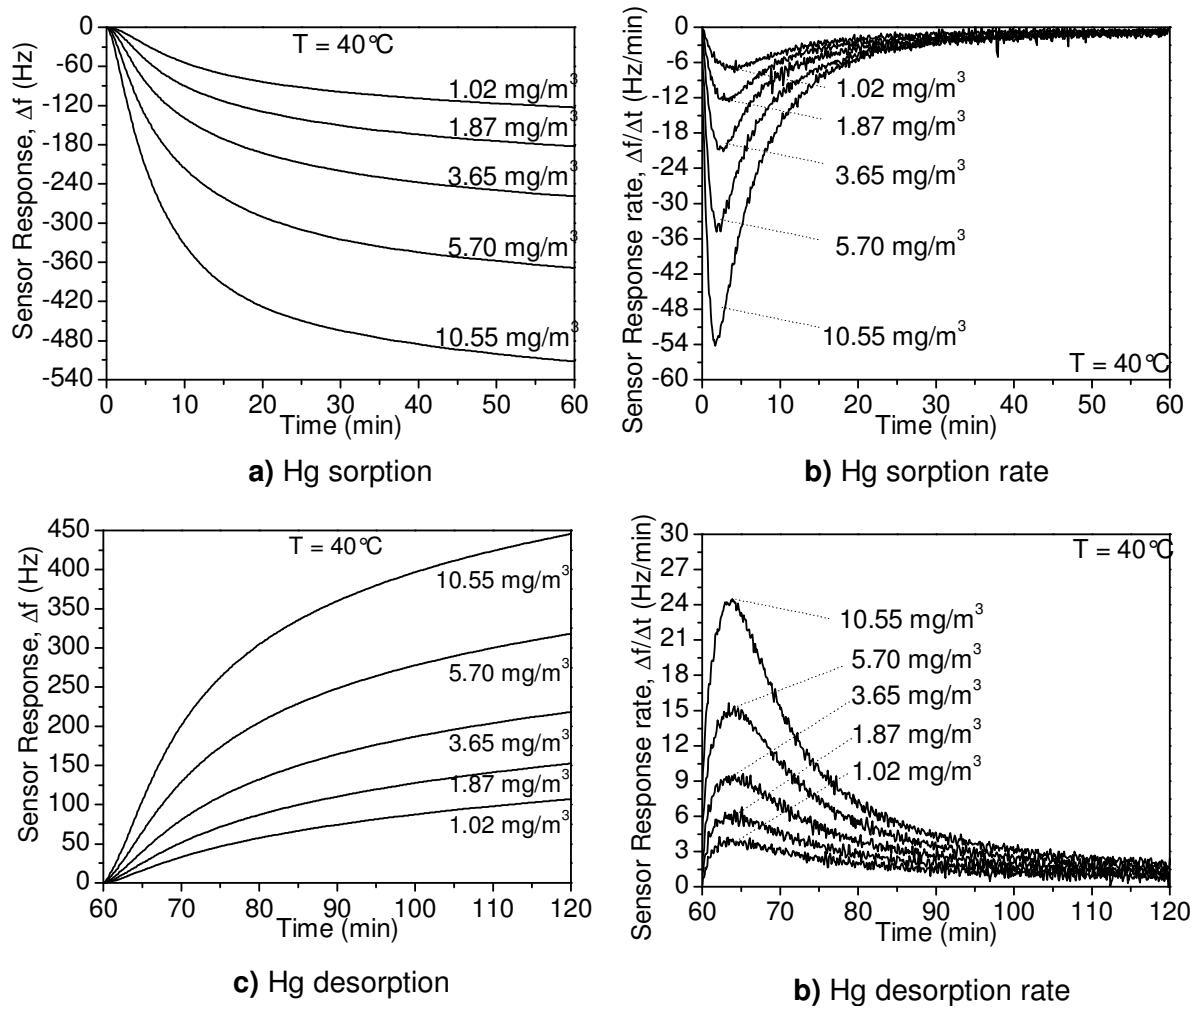 Sensor Response, Δf (Hz)
0
-60
-120
-180
-240
-300
-360
-420
-480
-540
T = 40°C
1.02 mg/m³
1.87 mg/m³
3.65 mg/m³
5.70 mg/m³
10.55 mg/m³
0 10 20 30 40 50 60
Time (min)
a) Hg sorption
Sensor Response rate, Δf/Δt (Hz/min)
0
-6
-12
-18
-24
-30
-36
-42
-48
-54
-60
1.02 mg/m³
1.87 mg/m³
3.65 mg/m³
5.70 mg/m³
10.55 mg/m³
T = 40°C
0 10 20 30 40 50 60
Time (min)
b) Hg sorption rate
Sensor Response, Δf (Hz)
450
400
350
300
250
200
150
100
50
0
T = 40°C
10.55 mg/m³
5.70 mg/m³
3.65 mg/m³
1.87 mg/m³
1.02 mg/m³
60 70 80 90 100 110 120
Time (min)
c) Hg desorption
Sensor Response rate, Δf/Δt (Hz/min)
30
27
24
21
18
15
12
9
6
3
0
T = 40°C
10.55 mg/m³
5.70 mg/m³
3.65 mg/m³
1.87 mg/m³
1.02 mg/m³
60 70 80 90 100 110 120
Time (min)
b) Hg desorption rate